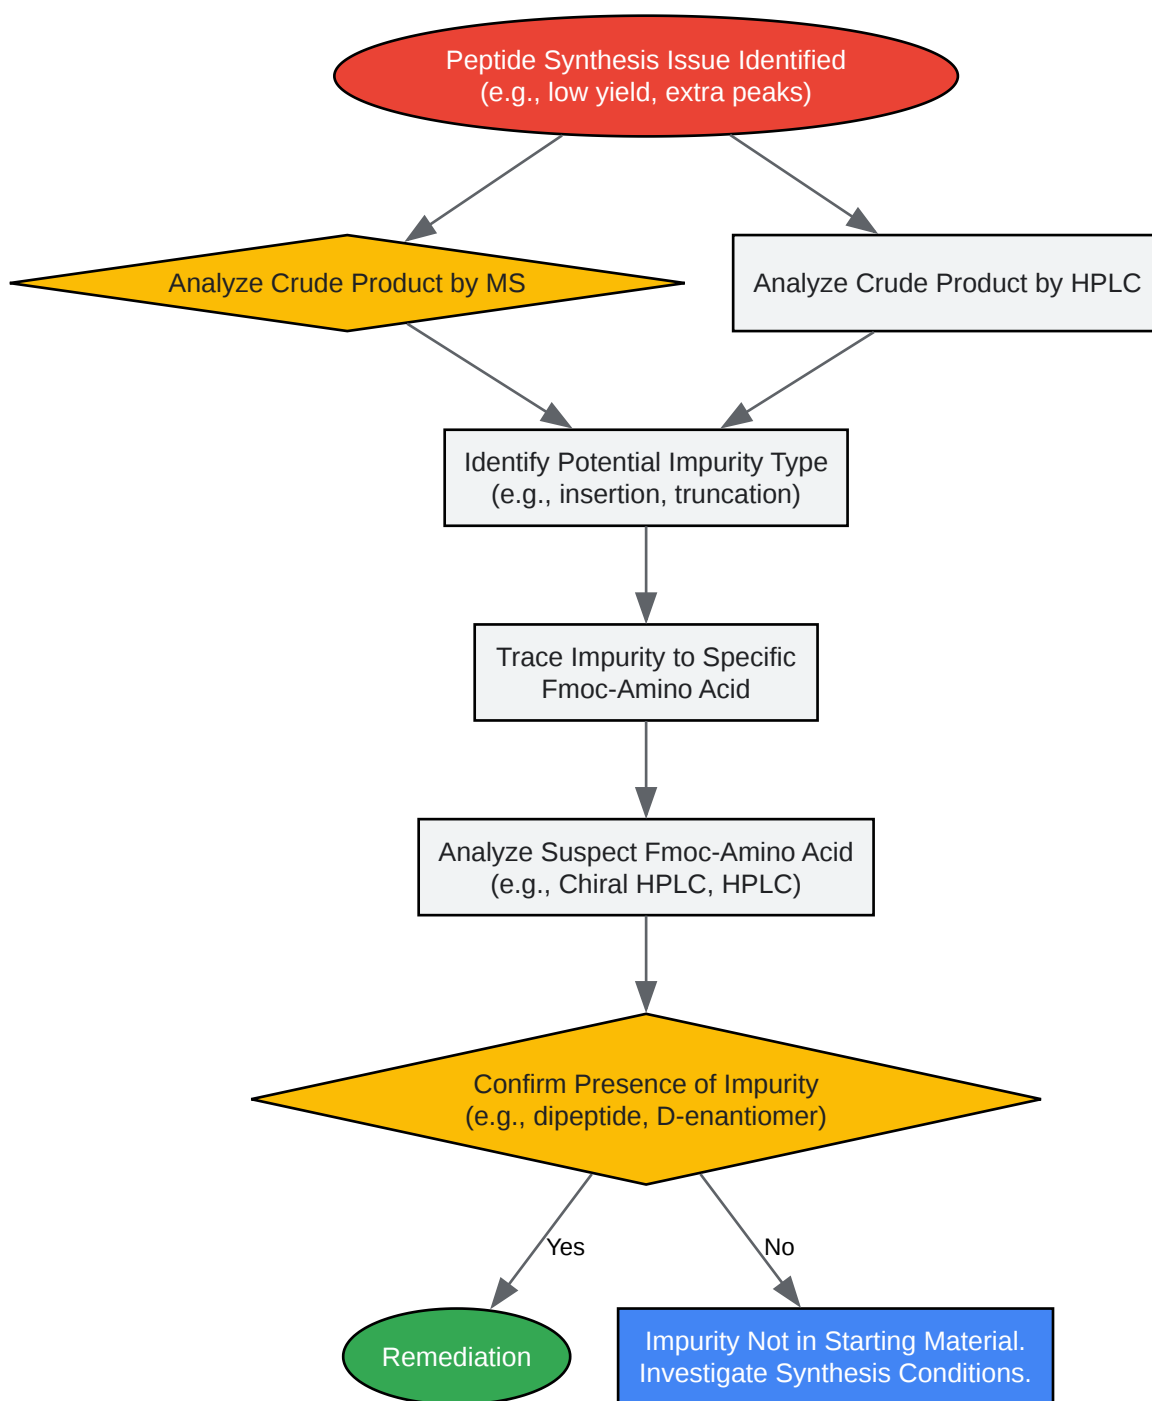 Peptide Synthesis Issue Identified
(e.g., low yield, extra peaks)
Analyze Crude Product by MS
Analyze Crude Product by HPLC
Identify Potential Impurity Type
(e.g., insertion, truncation)
Trace Impurity to Specific
Fmoc-Amino Acid
Analyze Suspect Fmoc-Amino Acid
(e.g., Chiral HPLC, HPLC)
Confirm Presence of Impurity
(e.g., dipeptide, D-enantiomer)
Yes
No
Remediation
Impurity Not in Starting Material.
Investigate Synthesis Conditions.